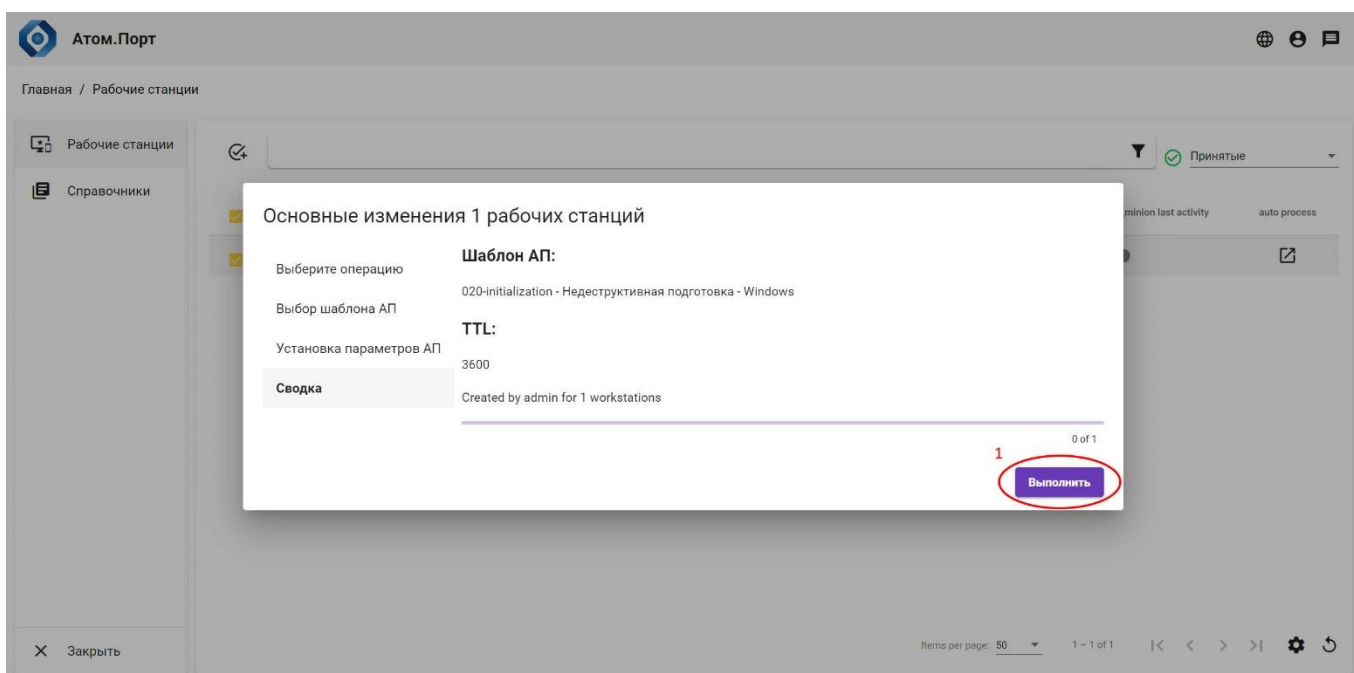 Атом.Порт
Главная / Рабочие станции
Рабочие станции
Справочники
Принятые
minion last activity
auto process
Основные изменения 1 рабочих станций
Выберите операцию
Выбор шаблона АП
Установка параметров АП
Сводка
Шаблон АП:
020-initialization - Недеструктивная подготовка - Windows
TTL:
3600
Created by admin for 1 workstations
0 of 1
1
Выполнить
Закрыть
Items per page: 50
1 – 1 of 1